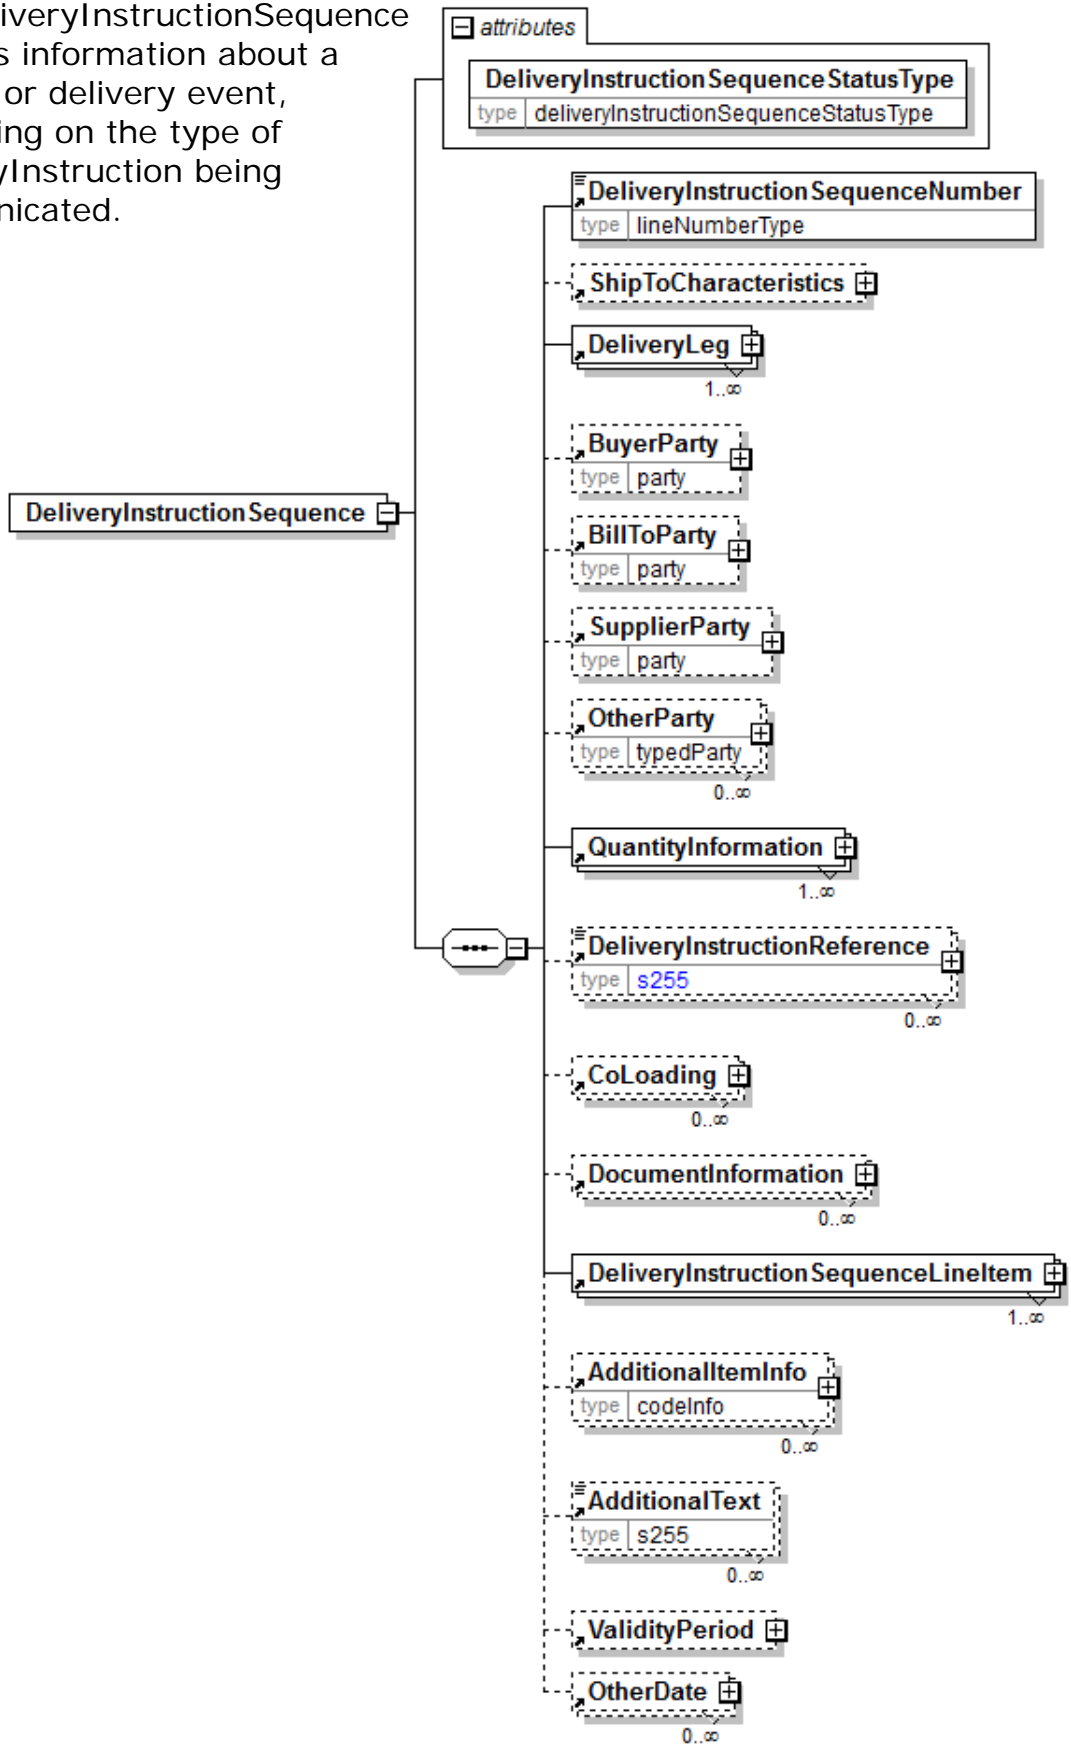 iveryInstructionSequence
s information about a
or delivery event,
ing on the type of
yInstruction being
nicated.
attributes
DeliveryInstructionSequenceStatusType
type deliveryInstructionSequenceStatusType
DeliveryInstructionSequenceNumber
type lineNumberType
ShipToCharacteristics
DeliveryLeg
1..∞
BuyerParty
type party
DeliveryInstructionSequence
BillToParty
type party
SupplierParty
type party
OtherParty
type typedParty
0..∞
QuantityInformation
1..∞
DeliveryInstructionReference
type s255
0..∞
CoLoading
0..∞
DocumentInformation
0..∞
DeliveryInstructionSequenceLineItem
1..∞
AdditionalItemInfo
type codeInfo
0..∞
AdditionalText
type s255
0..∞
ValidityPeriod
OtherDate
0..∞